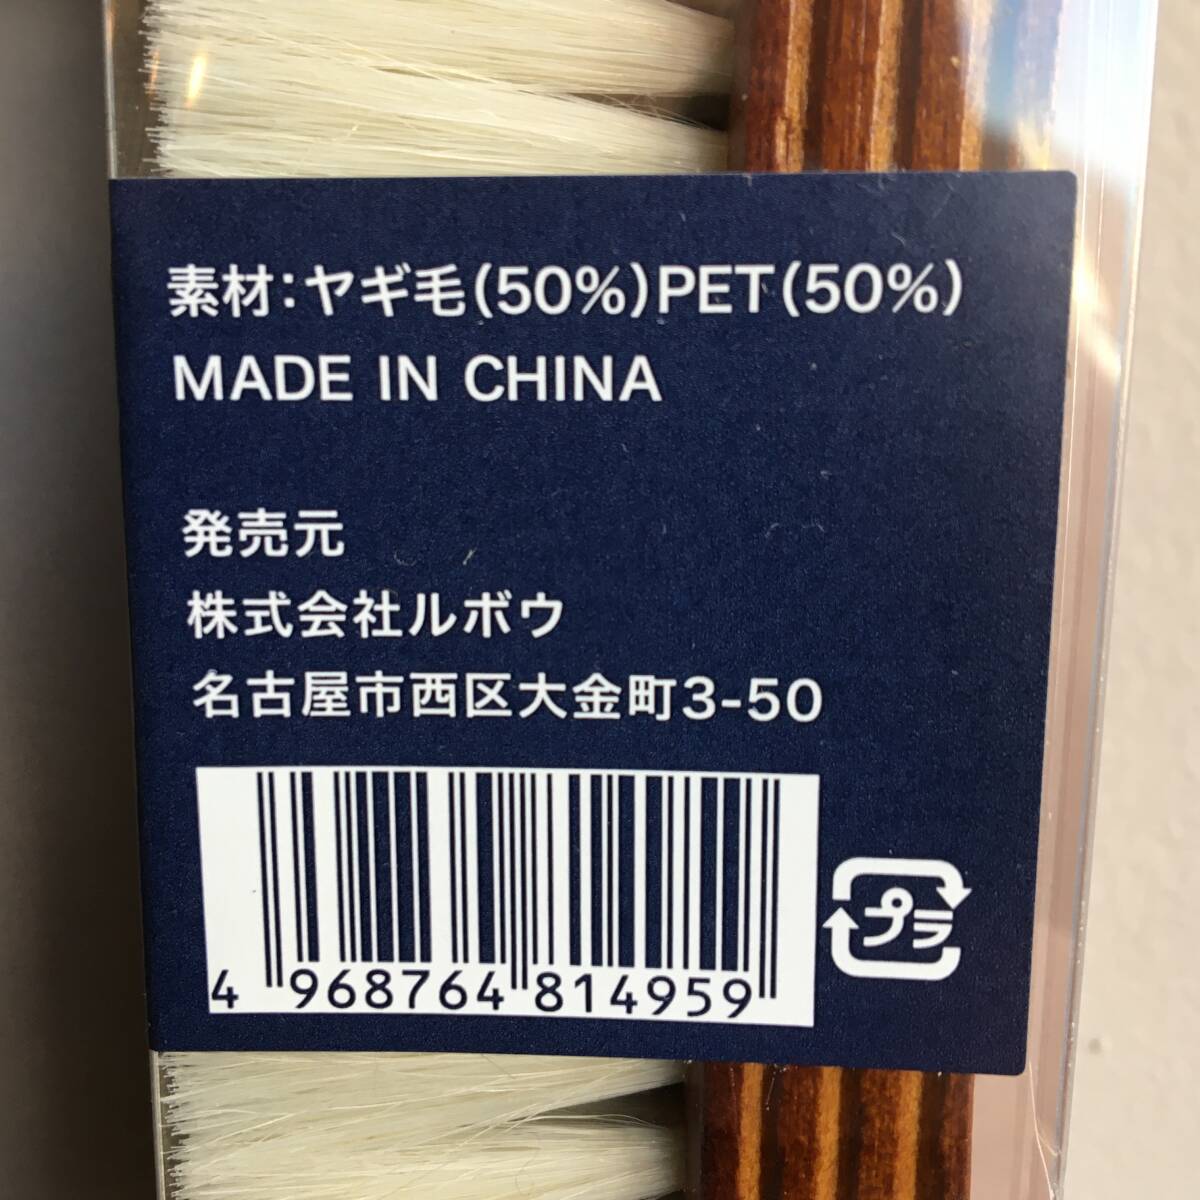 素材:ヤギ毛(50%)PET(50%)
MADE IN CHINA
発売元
株式会社ルボウ
名古屋市西区大金町3-50
プラ
4 968764 814959